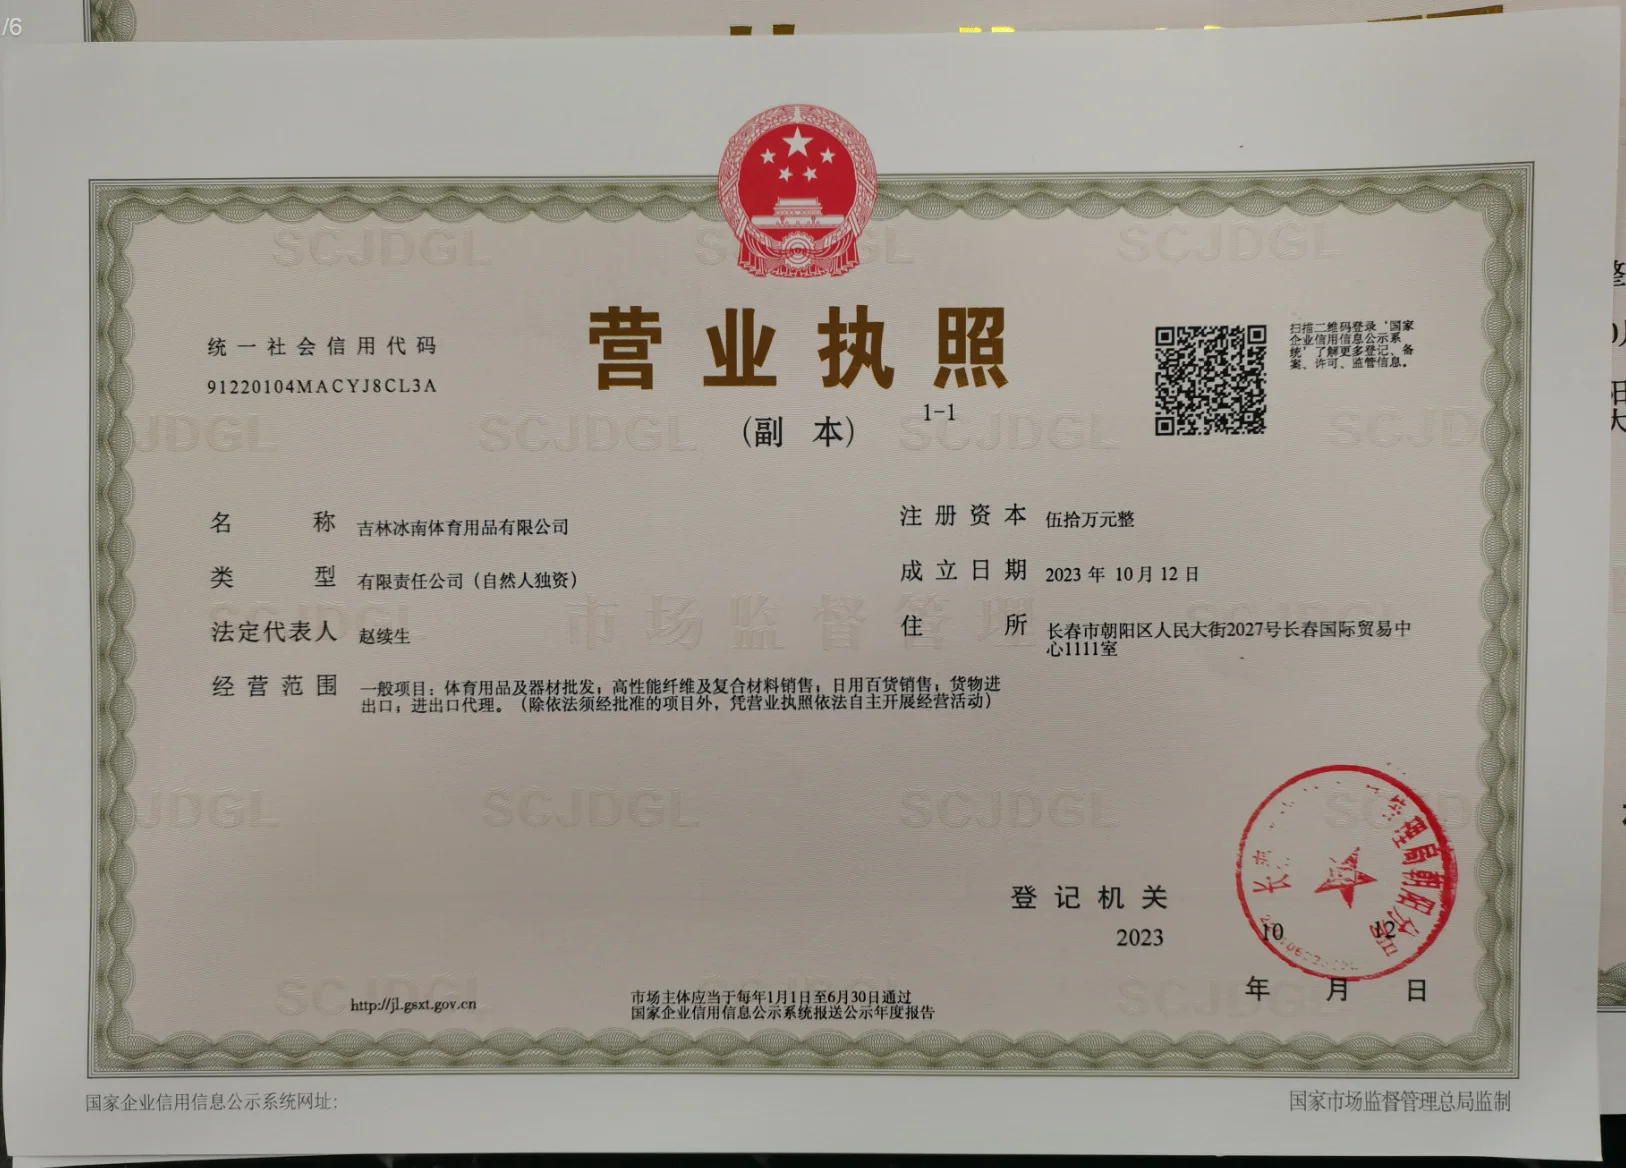 /6
统一社会信用代码
91220104MACYJ8CL3A
营业执照
(副 本)
1-1
扫描二维码登录‘国家
企业信用信息公示系
统’了解更多登记、备
案、许可、监管信息。
名 称 吉林冰南体育用品有限公司
类 型 有限责任公司（自然人独资）
法定代表人 赵续生
经营范围 一般项目：体育用品及器材批发；高性能纤维及复合材料销售；日用百货销售；货物进
出口；进出口代理。（除依法须经批准的项目外，凭营业执照依法自主开展经营活动）
注册资本 伍拾万元整
成立日期 2023 年 10 月 12 日
住 所 长春市朝阳区人民大街2027号长春国际贸易中
心1111室
SCJDGL
市场监督管理
登记机关
2023 10 12
年 月 日
理局朝阳分局
http://jl.gsxt.gov.cn
市场主体应当于每年1月1日至6月30日通过
国家企业信用信息公示系统报送公示年度报告
国家企业信用信息公示系统网址:
国家市场监督管理总局监制